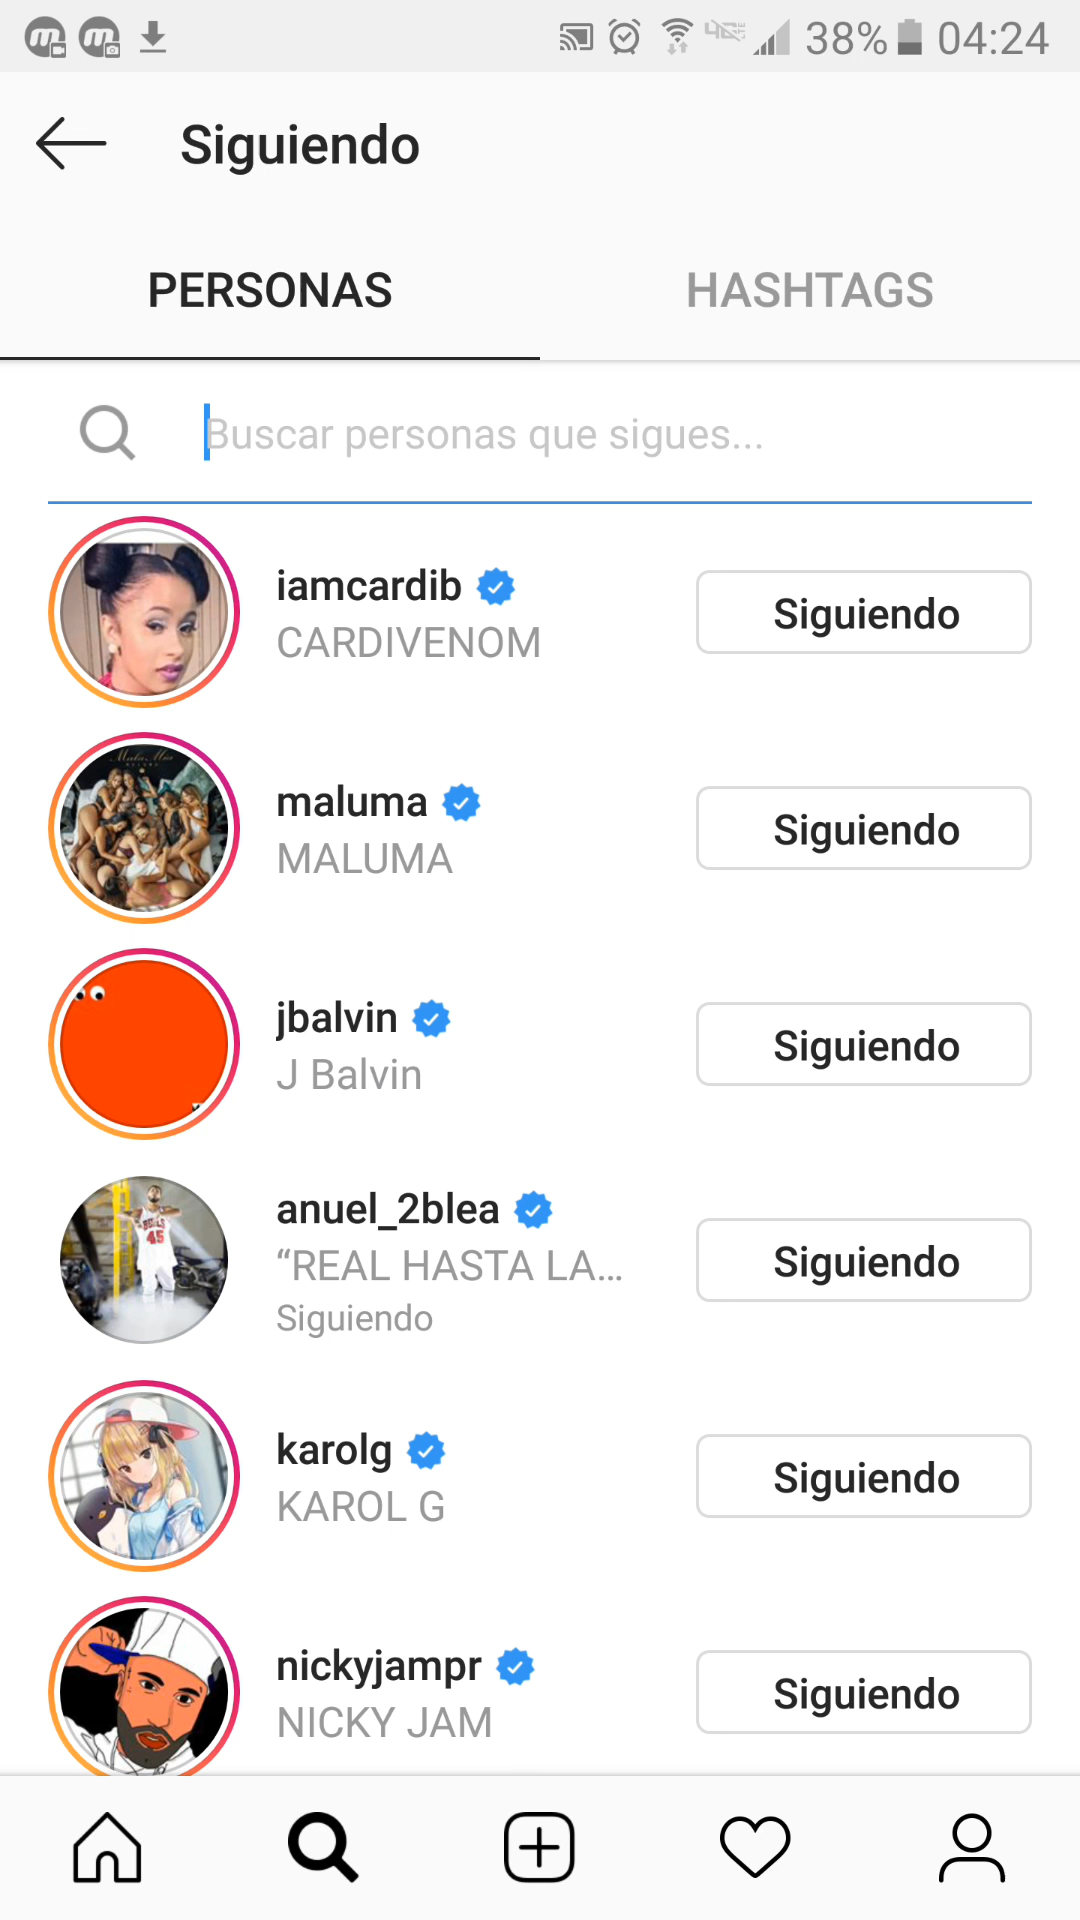 38% 04:24
Siguiendo
PERSONAS HASHTAGS
Buscar personas que sigues...
iamcardib
CARDIVENOM
Siguiendo
maluma
MALUMA
Siguiendo
jbalvin
J Balvin
Siguiendo
anuel_2blea
“REAL HASTA LA...
Siguiendo
Siguiendo
karolg
KAROL G
Siguiendo
nickyjampr
NICKY JAM
Siguiendo